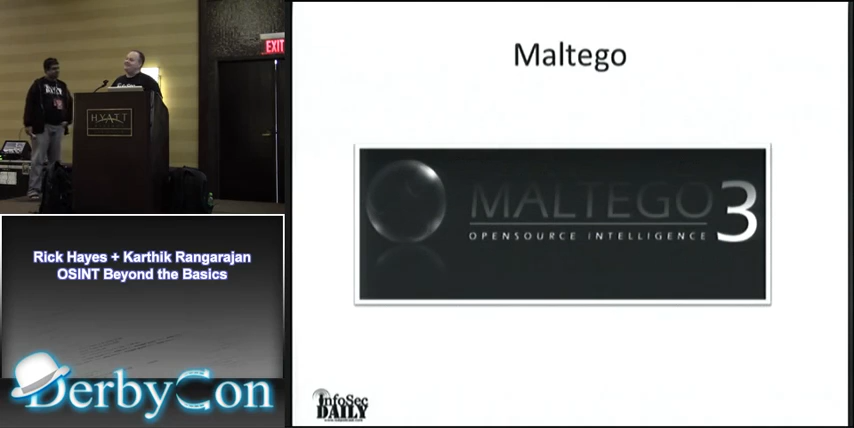 EXIT
HYATT
Rick Hayes + Karthik Rangarajan
OSINT Beyond the Basics
DerbyCon
Maltego
MALTEGO 3
OPENSOURCE INTELLIGENCE
InfoSec
DAILY